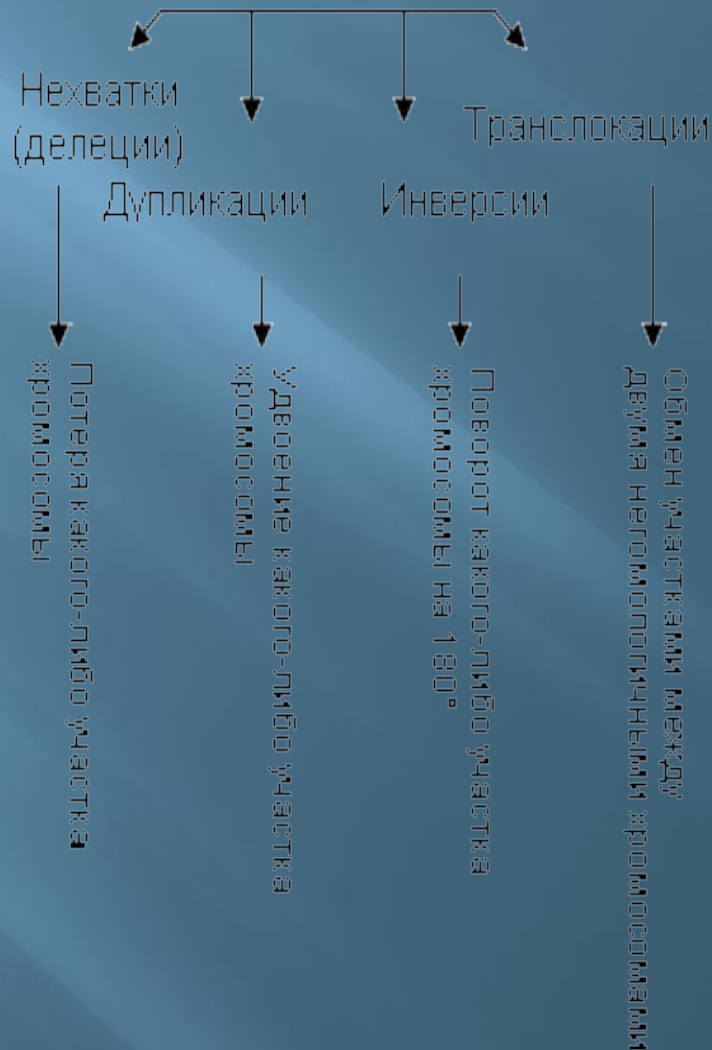 Нехватки
(делеции)
Дупликации
Инверсии
Транслокации
Потеря какого-либо участка
хромосомы
Удвоение какого-либо участка
хромосомы
Поворот какого-либо участка
хромосомы на 180°
Обмен участками между
двумя негомологичными хромосомами